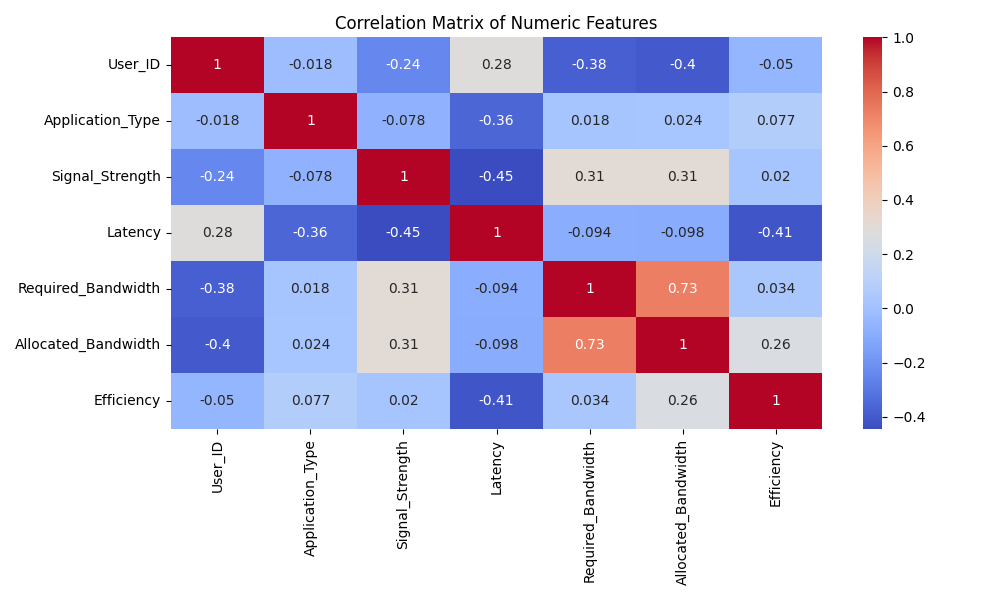 Correlation Matrix of Numeric Features
User_ID 1 -0.018 -0.24 0.28 -0.38 -0.4 -0.05
Application_Type -0.018 1 -0.078 -0.36 0.018 0.024 0.077
Signal_Strength -0.24 -0.078 1 -0.45 0.31 0.31 0.02
Latency 0.28 -0.36 -0.45 1 -0.094 -0.098 -0.41
Required_Bandwidth -0.38 0.018 0.31 -0.094 1 0.73 0.034
Allocated_Bandwidth -0.4 0.024 0.31 -0.098 0.73 1 0.26
Efficiency -0.05 0.077 0.02 -0.41 0.034 0.26 1
User_ID
Application_Type
Signal_Strength
Latency
Required_Bandwidth
Allocated_Bandwidth
Efficiency
1.0
0.8
0.6
0.4
0.2
0.0
−0.2
−0.4